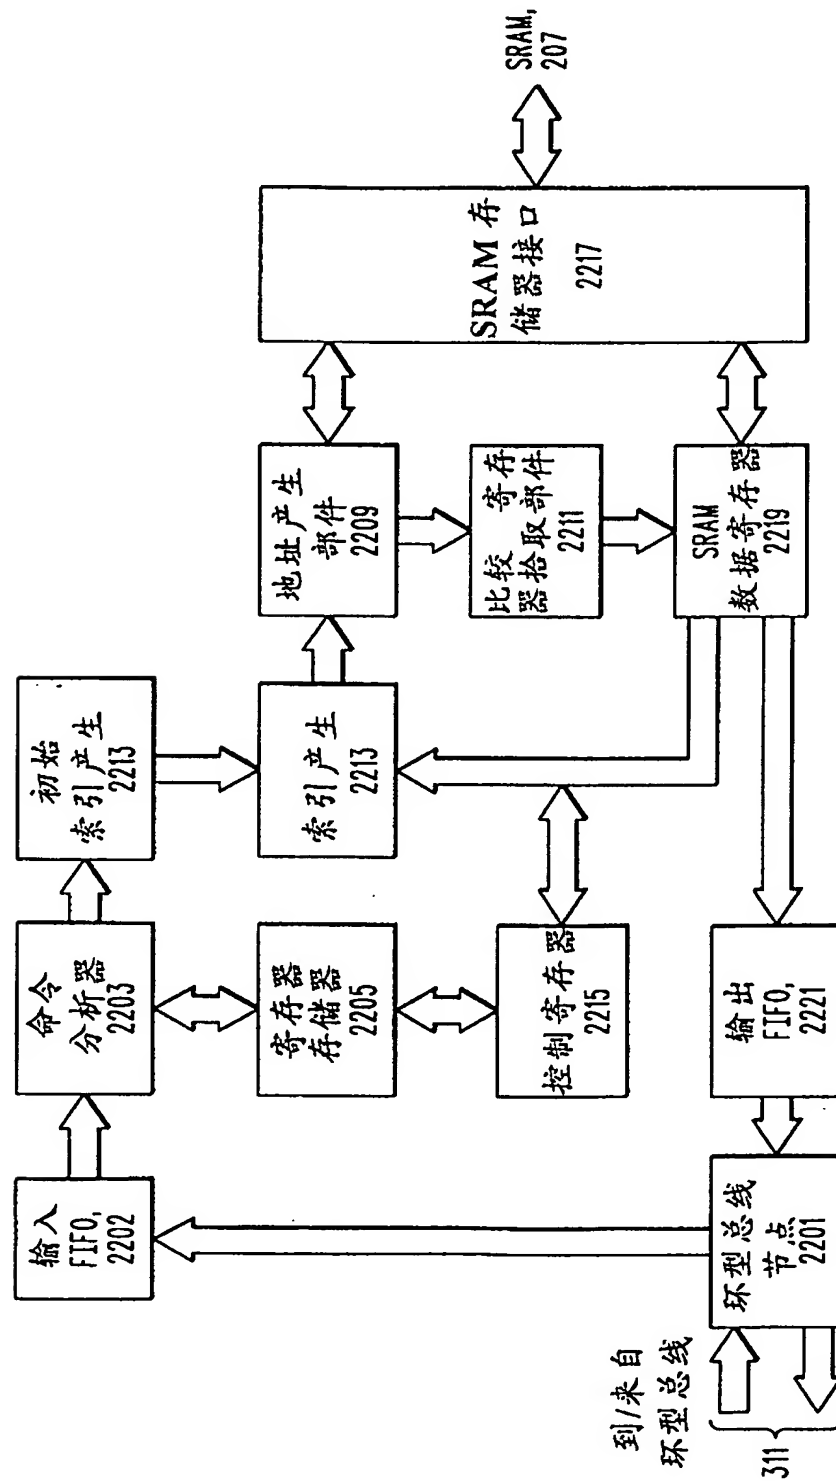 输入
FIFO,
2202
命令
分析器
2203
初始
索引产生
2213
寄存器
存储器
2205
索引产生
2213
地址产生
部件
2209
SRAM 存
储器接口
2217
SRAM,
207
控制寄存器
2215
比较 寄存
器拾取部件
2211
到/来自
环型总线
311
环型总线
节点
2201
输出
FIFO,
2221
SRAM
数据寄存器
2219